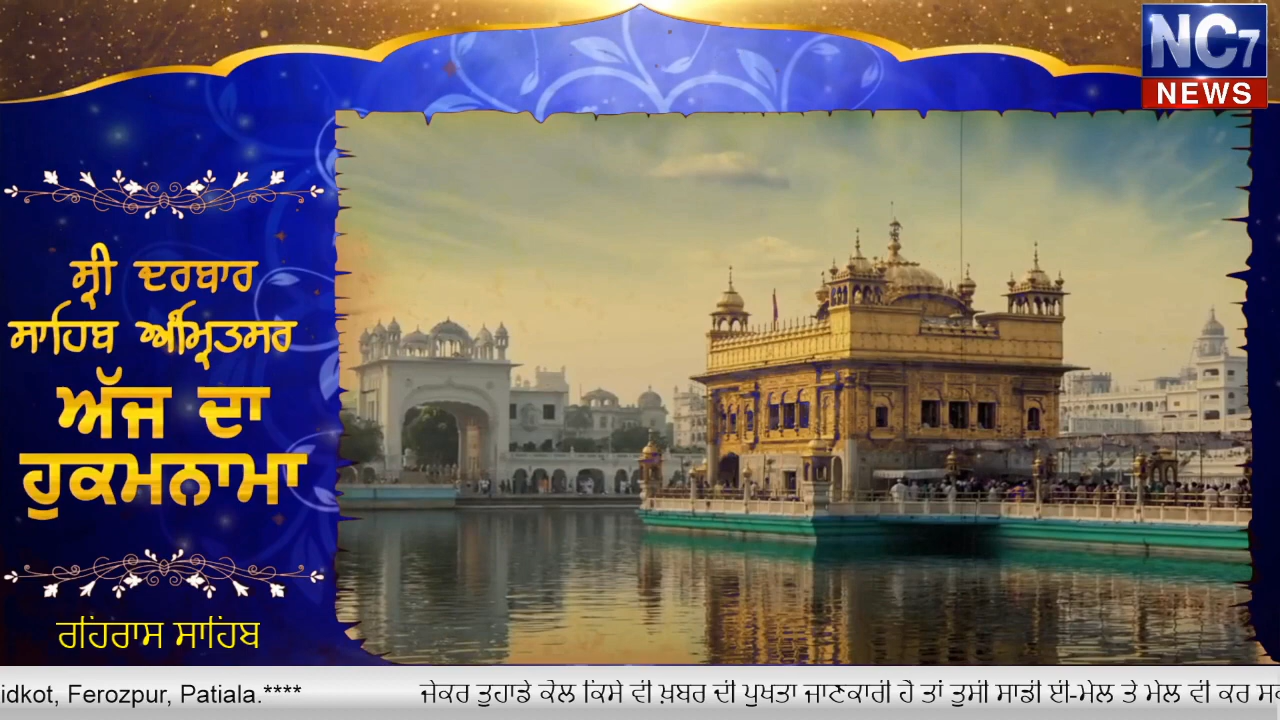 NC7
NEWS
ਸ੍ਰੀ ਦਰਬਾਰ
ਸਾਹਿਬ ਅੰਮ੍ਰਿਤਸਰ
ਅੱਜ ਦਾ
ਹੁਕਮਨਾਮਾ
ਰਹਿਰਾਸ ਸਾਹਿਬ
idkot, Ferozpur, Patiala.**** ਜੇਕਰ ਤੁਹਾਡੇ ਕੋਲ ਕਿਸੇ ਵੀ ਖ਼ਬਰ ਦੀ ਪੁਖਤਾ ਜਾਣਕਾਰੀ ਹੈ ਤਾਂ ਤੁਸੀਂ ਸਾਡੀ ਈ-ਮੇਲ ਤੇ ਮੇਲ ਵੀ ਕਰ